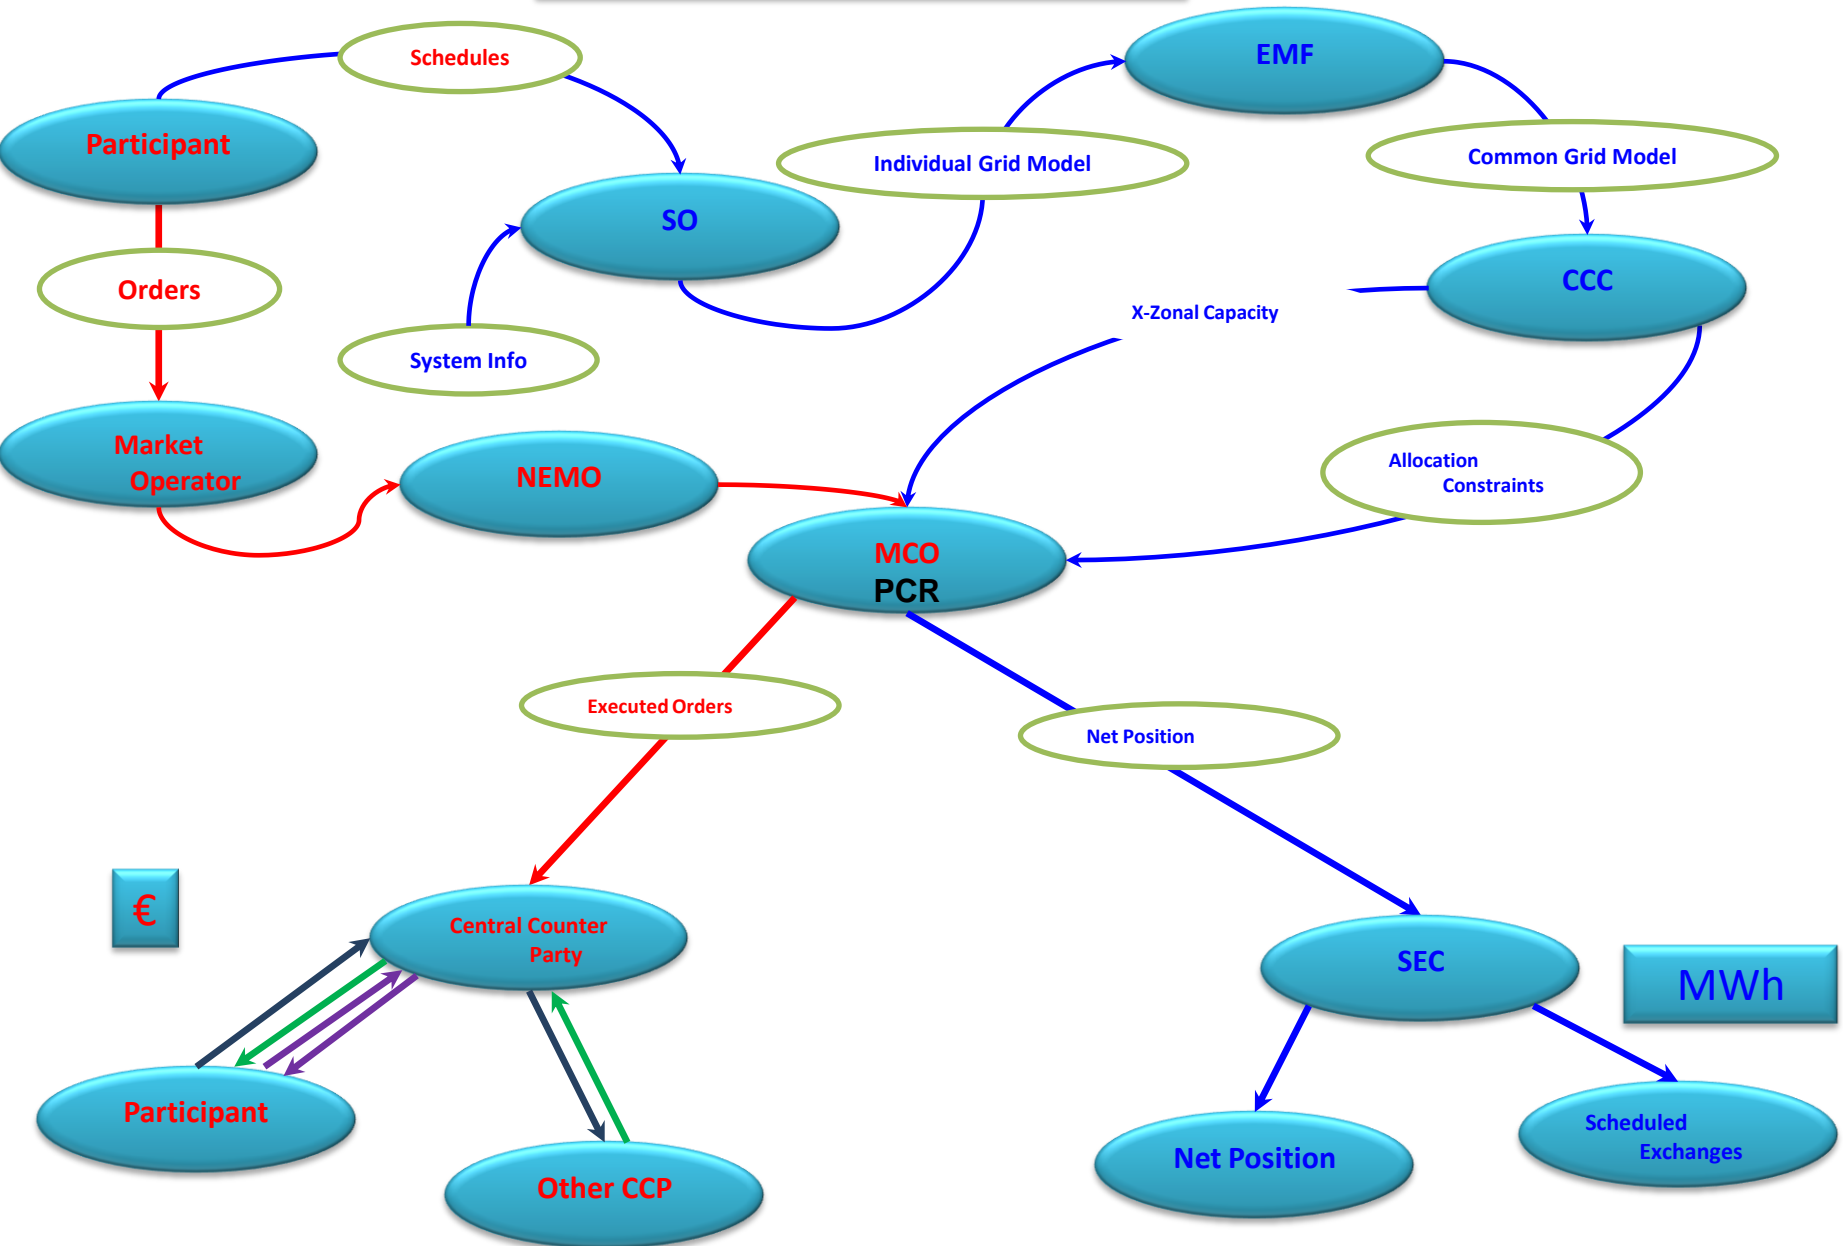 Schedules
EMF
Participant
Individual Grid Model
Common Grid Model
SO
Orders
CCC
X-Zonal Capacity
System Info
Market
Operator
NEMO
Allocation
Constraints
MCO
PCR
Executed Orders
Net Position
€
Central Counter
Party
SEC
MWh
Participant
Other CCP
Net Position
Scheduled
Exchanges